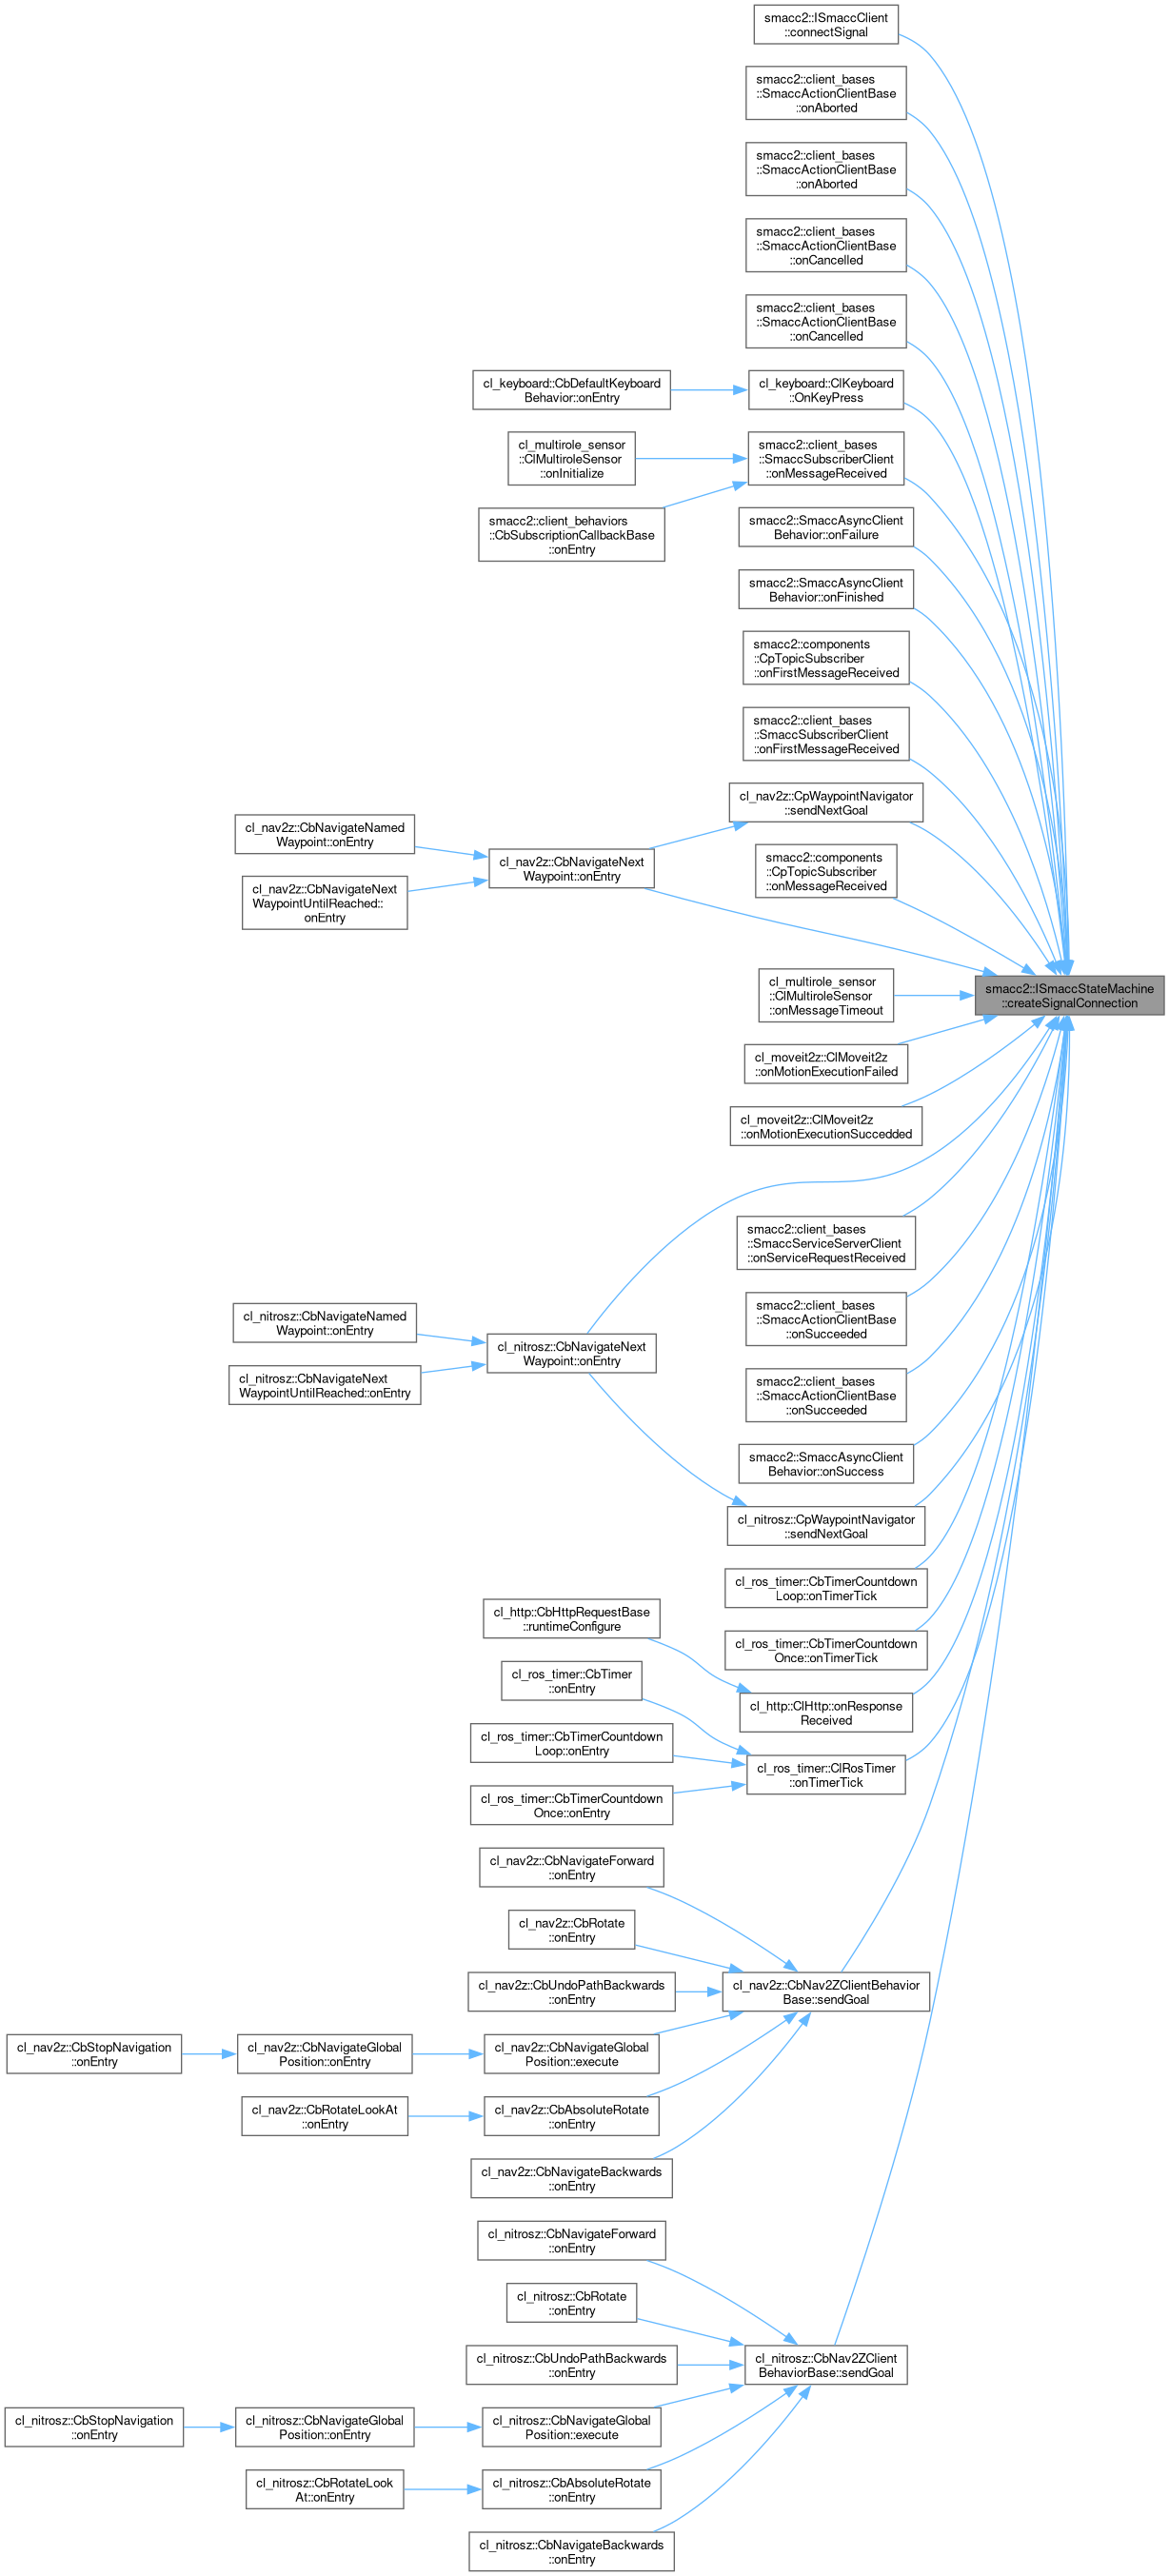 smacc2::ISmaccClient
::connectSignal
smacc2::client_bases
::SmaccActionClientBase
::onAborted
smacc2::client_bases
::SmaccActionClientBase
::onAborted
smacc2::client_bases
::SmaccActionClientBase
::onCancelled
smacc2::client_bases
::SmaccActionClientBase
::onCancelled
cl_keyboard::CbDefaultKeyboard
Behavior::onEntry
cl_keyboard::ClKeyboard
::OnKeyPress
cl_multirole_sensor
::ClMultiroleSensor
::onInitialize
smacc2::client_bases
::SmaccSubscriberClient
::onMessageReceived
smacc2::client_behaviors
::CbSubscriptionCallbackBase
::onEntry
smacc2::SmaccAsyncClient
Behavior::onFailure
smacc2::SmaccAsyncClient
Behavior::onFinished
smacc2::components
::CpTopicSubscriber
::onFirstMessageReceived
smacc2::client_bases
::SmaccSubscriberClient
::onFirstMessageReceived
cl_nav2z::CpWaypointNavigator
::sendNextGoal
cl_nav2z::CbNavigateNamed
Waypoint::onEntry
cl_nav2z::CbNavigateNext
Waypoint::onEntry
smacc2::components
::CpTopicSubscriber
::onMessageReceived
cl_nav2z::CbNavigateNext
WaypointUntilReached::
onEntry
smacc2::ISmaccStateMachine
::createSignalConnection
cl_multirole_sensor
::ClMultiroleSensor
::onMessageTimeout
cl_moveit2z::ClMoveit2z
::onMotionExecutionFailed
cl_moveit2z::ClMoveit2z
::onMotionExecutionSuccedded
smacc2::client_bases
::SmaccServiceServerClient
::onServiceRequestReceived
smacc2::client_bases
::SmaccActionClientBase
::onSucceeded
cl_nitrosz::CbNavigateNamed
Waypoint::onEntry
cl_nitrosz::CbNavigateNext
Waypoint::onEntry
cl_nitrosz::CbNavigateNext
WaypointUntilReached::onEntry
smacc2::client_bases
::SmaccActionClientBase
::onSucceeded
smacc2::SmaccAsyncClient
Behavior::onSuccess
cl_nitrosz::CpWaypointNavigator
::sendNextGoal
cl_ros_timer::CbTimerCountdown
Loop::onTimerTick
cl_http::CbHttpRequestBase
::runtimeConfigure
cl_ros_timer::CbTimerCountdown
Once::onTimerTick
cl_ros_timer::CbTimer
::onEntry
cl_http::ClHttp::onResponse
Received
cl_ros_timer::CbTimerCountdown
Loop::onEntry
cl_ros_timer::ClRosTimer
::onTimerTick
cl_ros_timer::CbTimerCountdown
Once::onEntry
cl_nav2z::CbNavigateForward
::onEntry
cl_nav2z::CbRotate
::onEntry
cl_nav2z::CbUndoPathBackwards
::onEntry
cl_nav2z::CbNav2ZClientBehavior
Base::sendGoal
cl_nav2z::CbStopNavigation
::onEntry
cl_nav2z::CbNavigateGlobal
Position::onEntry
cl_nav2z::CbNavigateGlobal
Position::execute
cl_nav2z::CbRotateLookAt
::onEntry
cl_nav2z::CbAbsoluteRotate
::onEntry
cl_nav2z::CbNavigateBackwards
::onEntry
cl_nitrosz::CbNavigateForward
::onEntry
cl_nitrosz::CbRotate
::onEntry
cl_nitrosz::CbUndoPathBackwards
::onEntry
cl_nitrosz::CbNav2ZClient
BehaviorBase::sendGoal
cl_nitrosz::CbStopNavigation
::onEntry
cl_nitrosz::CbNavigateGlobal
Position::onEntry
cl_nitrosz::CbNavigateGlobal
Position::execute
cl_nitrosz::CbRotateLook
At::onEntry
cl_nitrosz::CbAbsoluteRotate
::onEntry
cl_nitrosz::CbNavigateBackwards
::onEntry